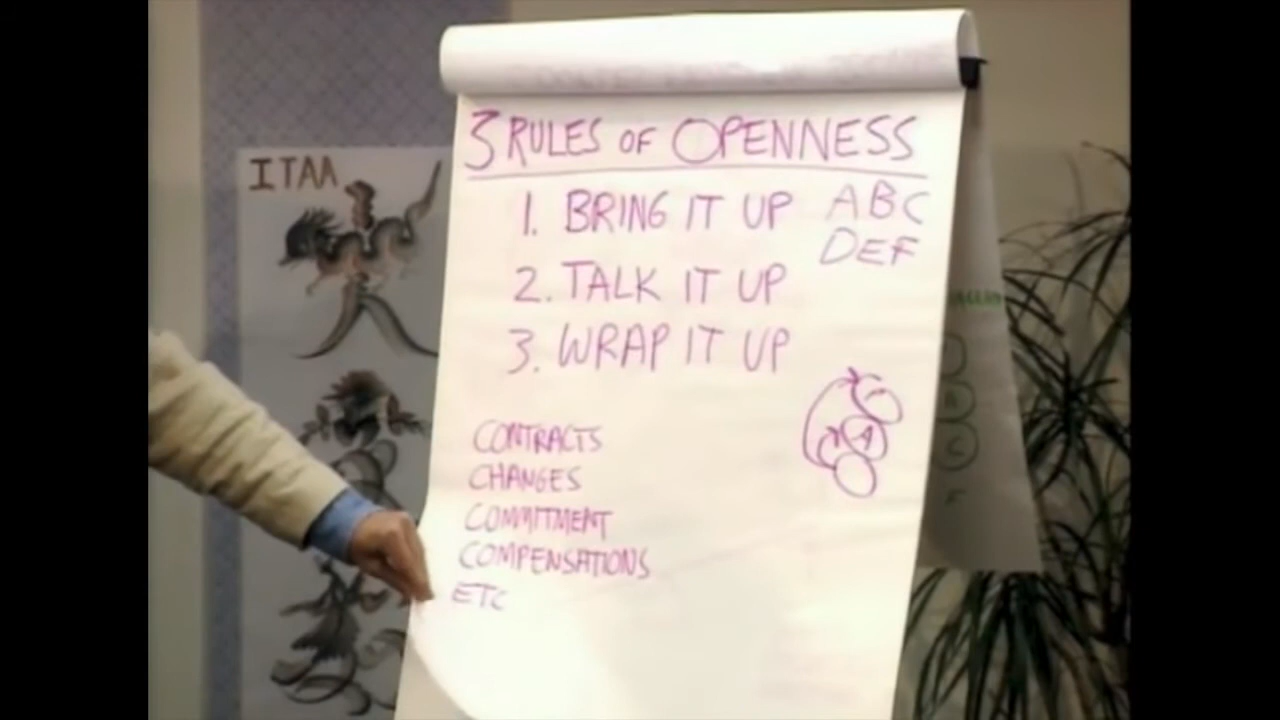 ITAA
3 RULES OF OPENNESS
1. BRING IT UP ABC
DEF
2. TALK IT UP
3. WRAP IT UP
A
CONTRACTS
CHANGES
COMMITMENT
COMPENSATIONS
ETC